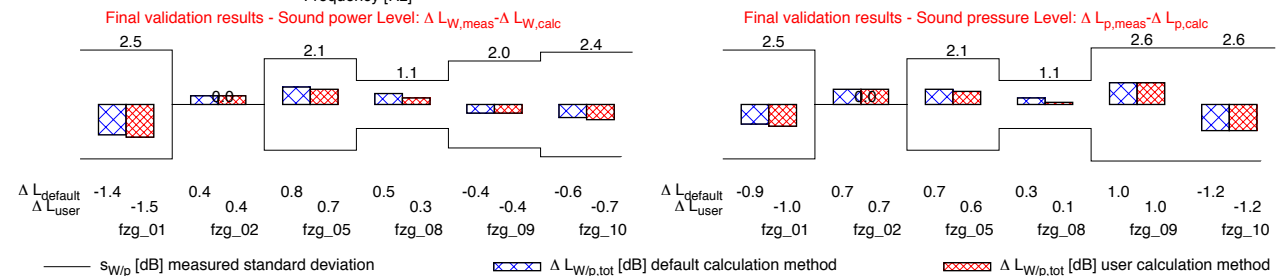 Final validation results - Sound power Level: Δ L_W,meas-Δ L_W,calc
2.5 0.0 2.1 1.1 2.0 2.4
Δ L_default -1.4 0.4 0.8 0.5 -0.4 -0.6
Δ L_user -1.5 0.4 0.7 0.3 -0.4 -0.7
fzg_01 fzg_02 fzg_05 fzg_08 fzg_09 fzg_10
Final validation results - Sound pressure Level: Δ L_p,meas-Δ L_p,calc
2.5 0.0 2.1 1.1 2.6 2.6
Δ L_default -0.9 0.7 0.7 0.3 1.0 -1.2
Δ L_user -1.0 0.7 0.6 0.1 1.0 -1.2
fzg_01 fzg_02 fzg_05 fzg_08 fzg_09 fzg_10
s_W/p [dB] measured standard deviation
Δ L_W/p,tot [dB] default calculation method
Δ L_W/p,tot [dB] user calculation method